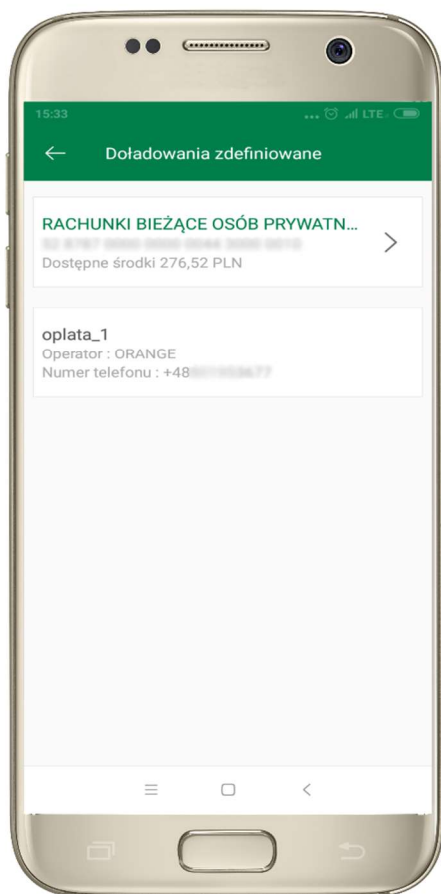 15:33 ... LTE
Doładowania zdefiniowane
RACHUNKI BIEŻĄCE OSÓB PRYWATN...
Dostępne środki 276,52 PLN
oplata_1
Operator : ORANGE
Numer telefonu : +48